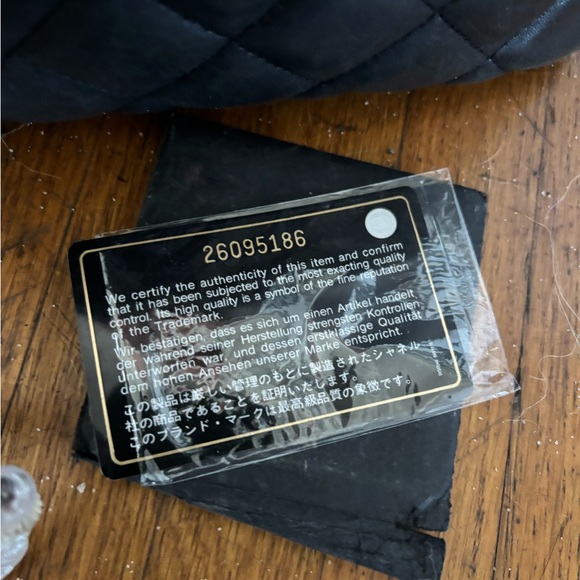 26095186
We certify the authenticity of this item and confirm
that it has been subjected to the most exacting quality
control. Its high quality is a symbol of the fine reputation
of the Trademark.
Wir bestätigen, dass es sich um einen Artikel handelt,
der während seiner Herstellung strengsten Kontrollen
unterworfen war, und dessen erstklassige Qualität
dem hohen Ansehen unserer Marke entspricht.
この製品は厳しい管理のもとに製造されたシャネル
社の商品であることを証明いたします。
このブランド・マークは最高級品質の象徴です。